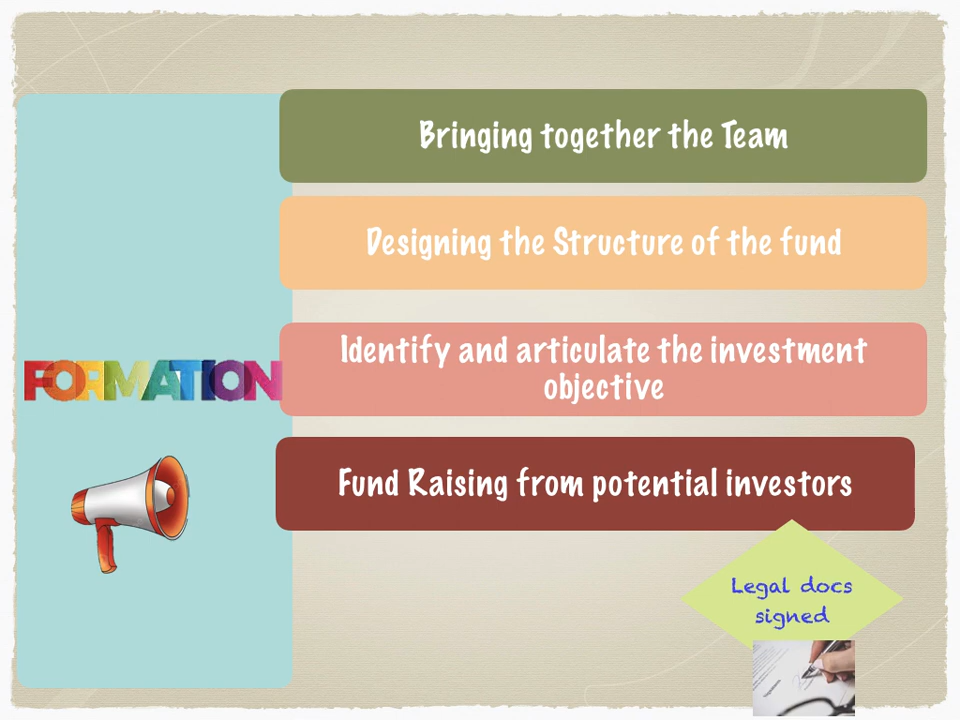 Bringing together the Team
Designing the Structure of the fund
Identify and articulate the investment
objective
FORMATION
Fund Raising from potential investors
Legal docs
signed